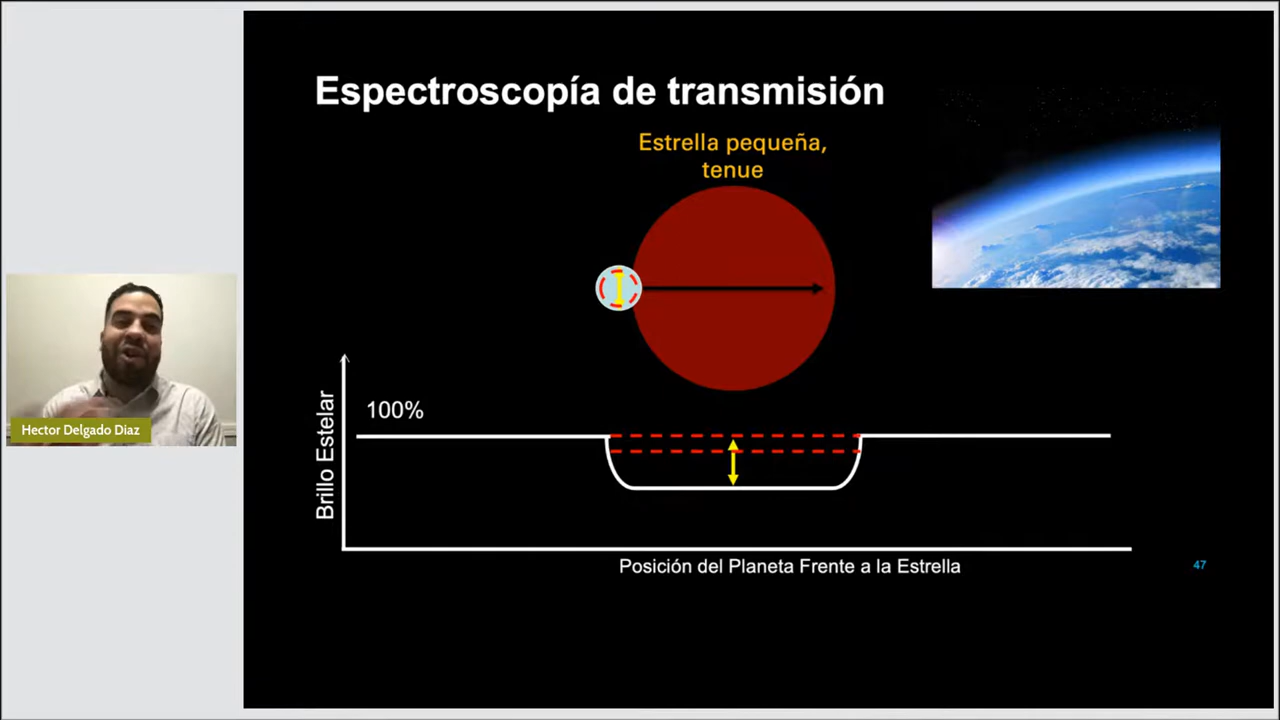 Espectroscopía de transmisión
Estrella pequeña,
tenue
Hector Delgado Diaz
100%
Brillo Estelar
Posición del Planeta Frente a la Estrella
47